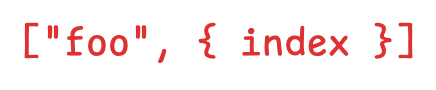 ["foo", { index }]